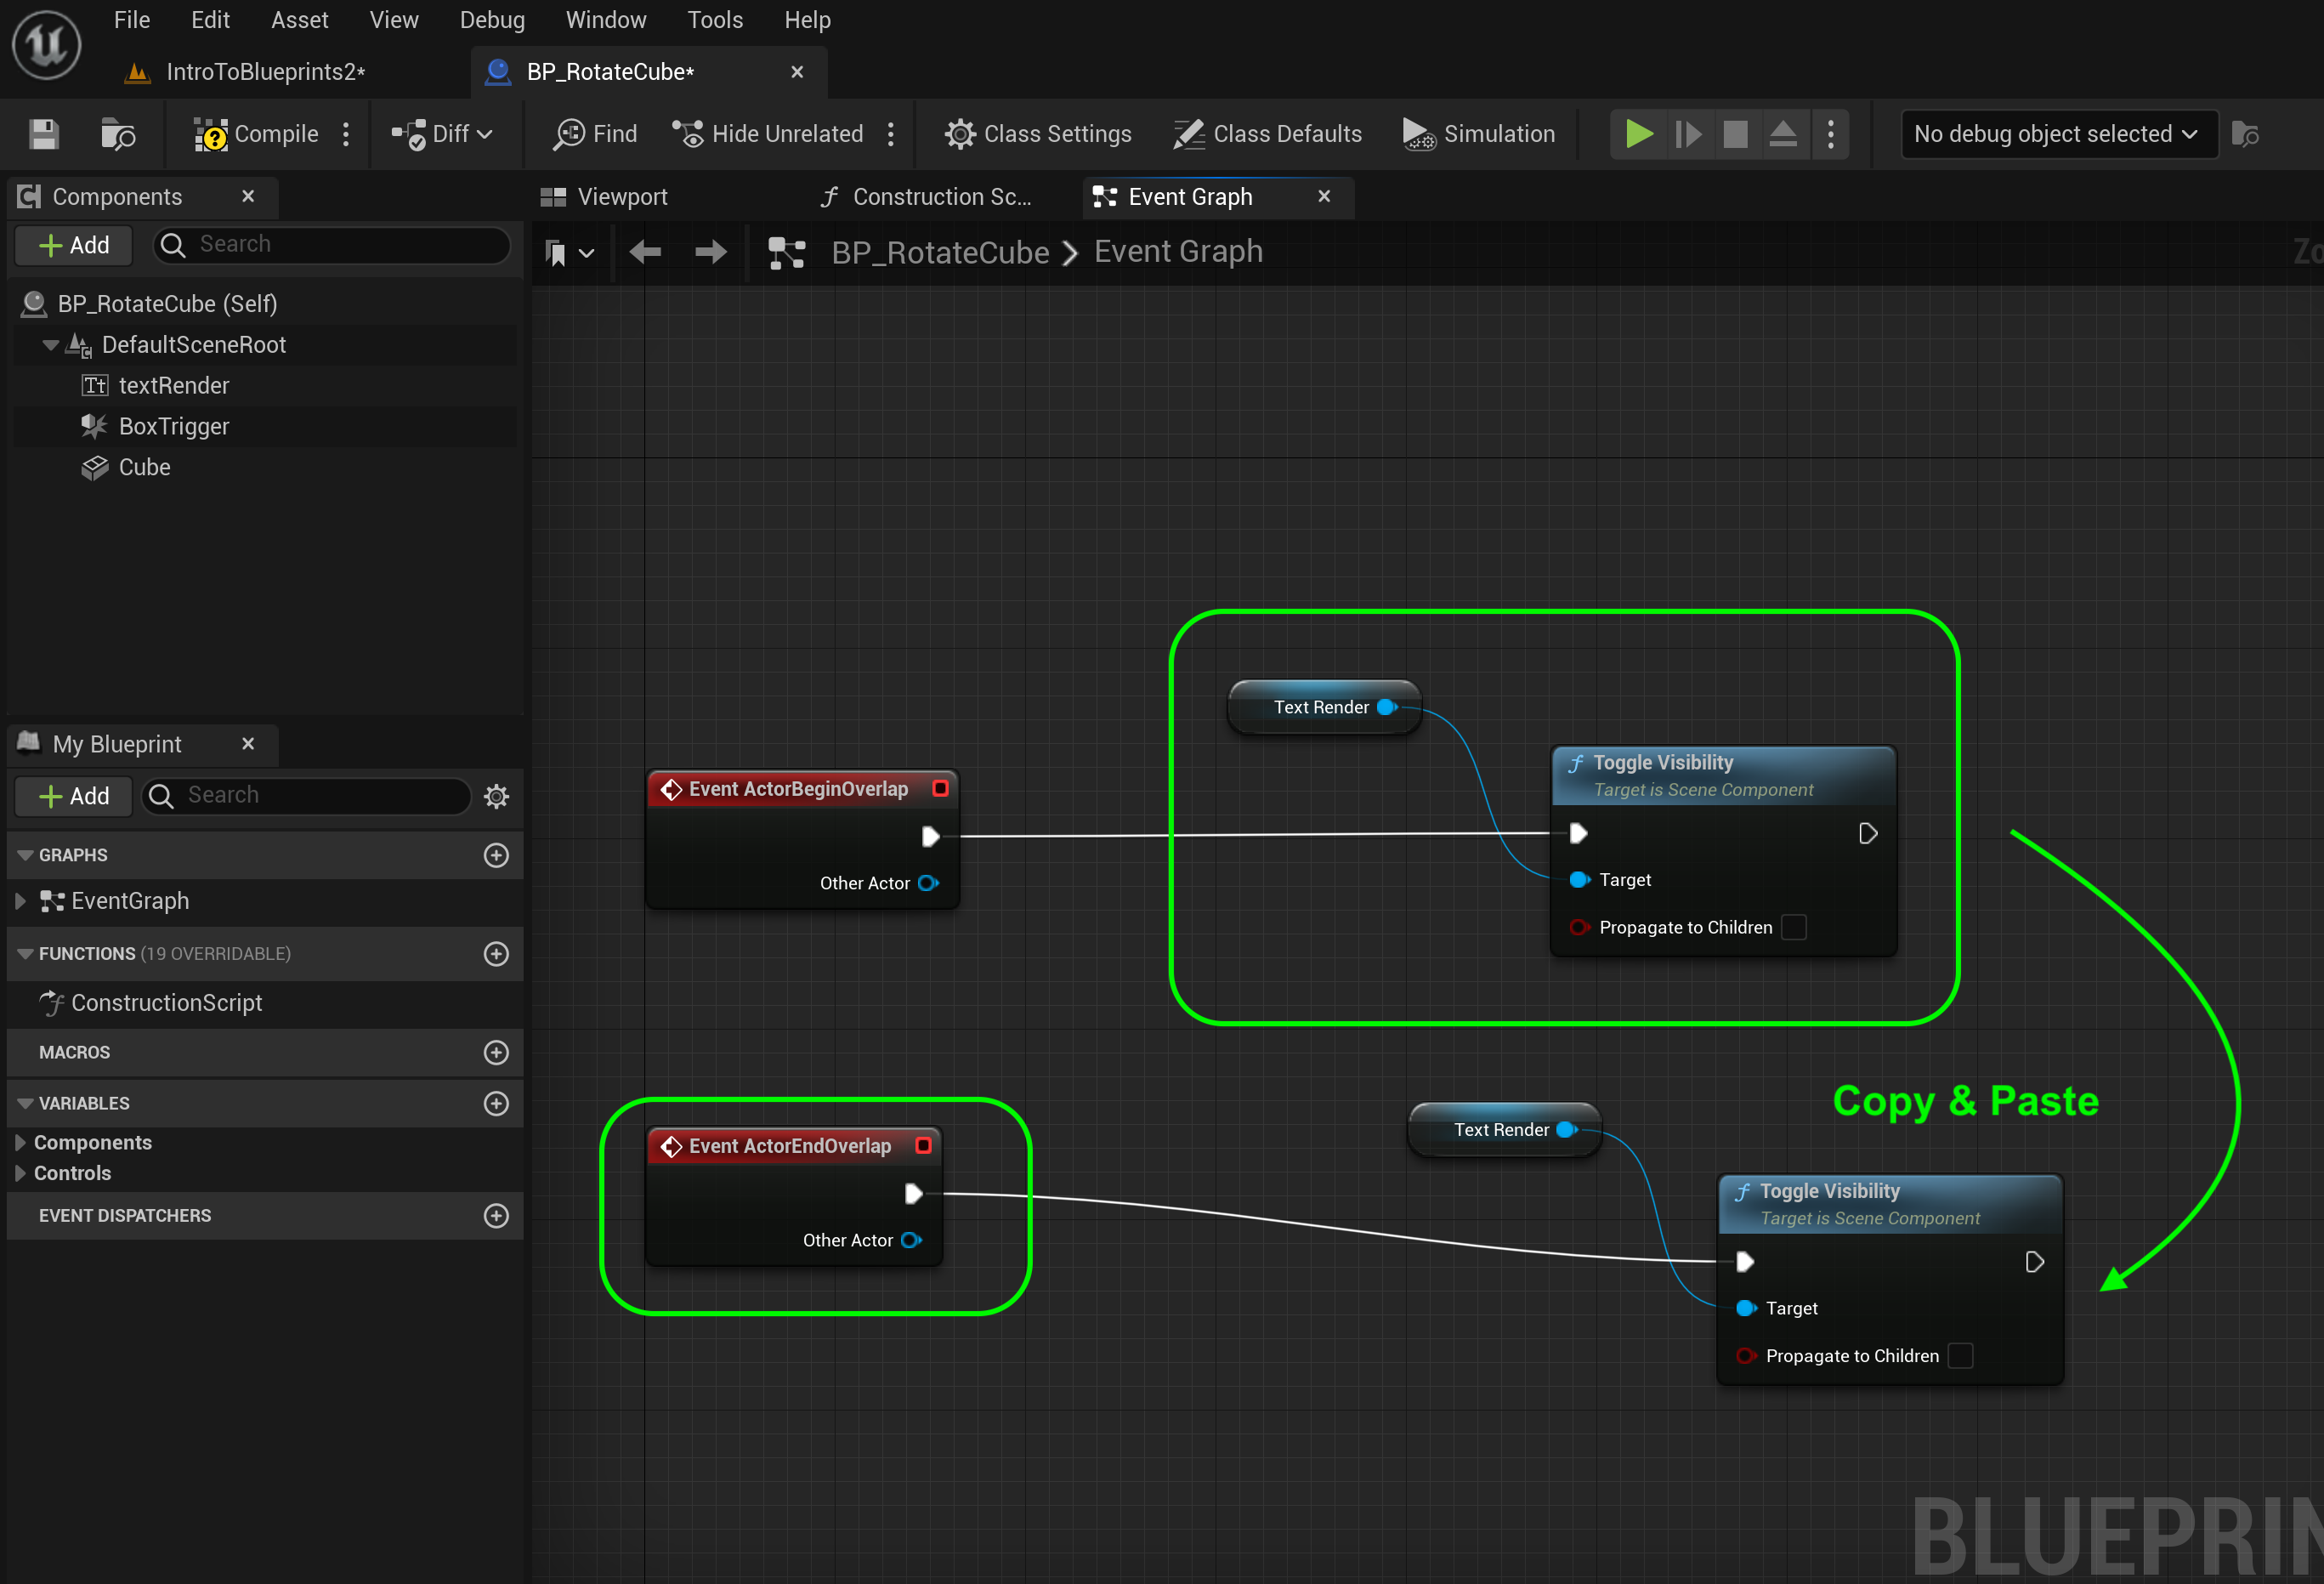 File Edit Asset View Debug Window Tools Help
IntroToBlueprints2*
BP_RotateCube*
Compile
Diff
Find
Hide Unrelated
Class Settings
Class Defaults
Simulation
No debug object selected
Components
Add
Search
BP_RotateCube (Self)
DefaultSceneRoot
Tt textRender
BoxTrigger
Cube
My Blueprint
Add
Search
GRAPHS
EventGraph
FUNCTIONS (19 OVERRIDABLE)
ConstructionScript
MACROS
VARIABLES
Components
Controls
EVENT DISPATCHERS
Viewport
f Construction Sc...
Event Graph
BP_RotateCube > Event Graph
Zo
Text Render
Event ActorBeginOverlap
Other Actor
f Toggle Visibility
Target is Scene Component
Target
Propagate to Children
Copy & Paste
Event ActorEndOverlap
Other Actor
Text Render
f Toggle Visibility
Target is Scene Component
Target
Propagate to Children
BLUEPRIN